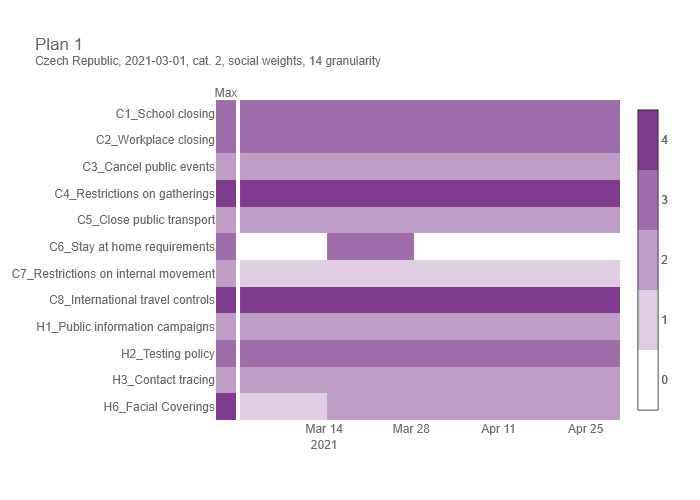 Plan 1
Czech Republic, 2021-03-01, cat. 2, social weights, 14 granularity
Max
C1_School closing
C2_Workplace closing
C3_Cancel public events
C4_Restrictions on gatherings
C5_Close public transport
C6_Stay at home requirements
C7_Restrictions on internal movement
C8_International travel controls
H1_Public information campaigns
H2_Testing policy
H3_Contact tracing
H6_Facial Coverings
Mar 14 Mar 28 Apr 11 Apr 25
2021
4
3
2
1
0